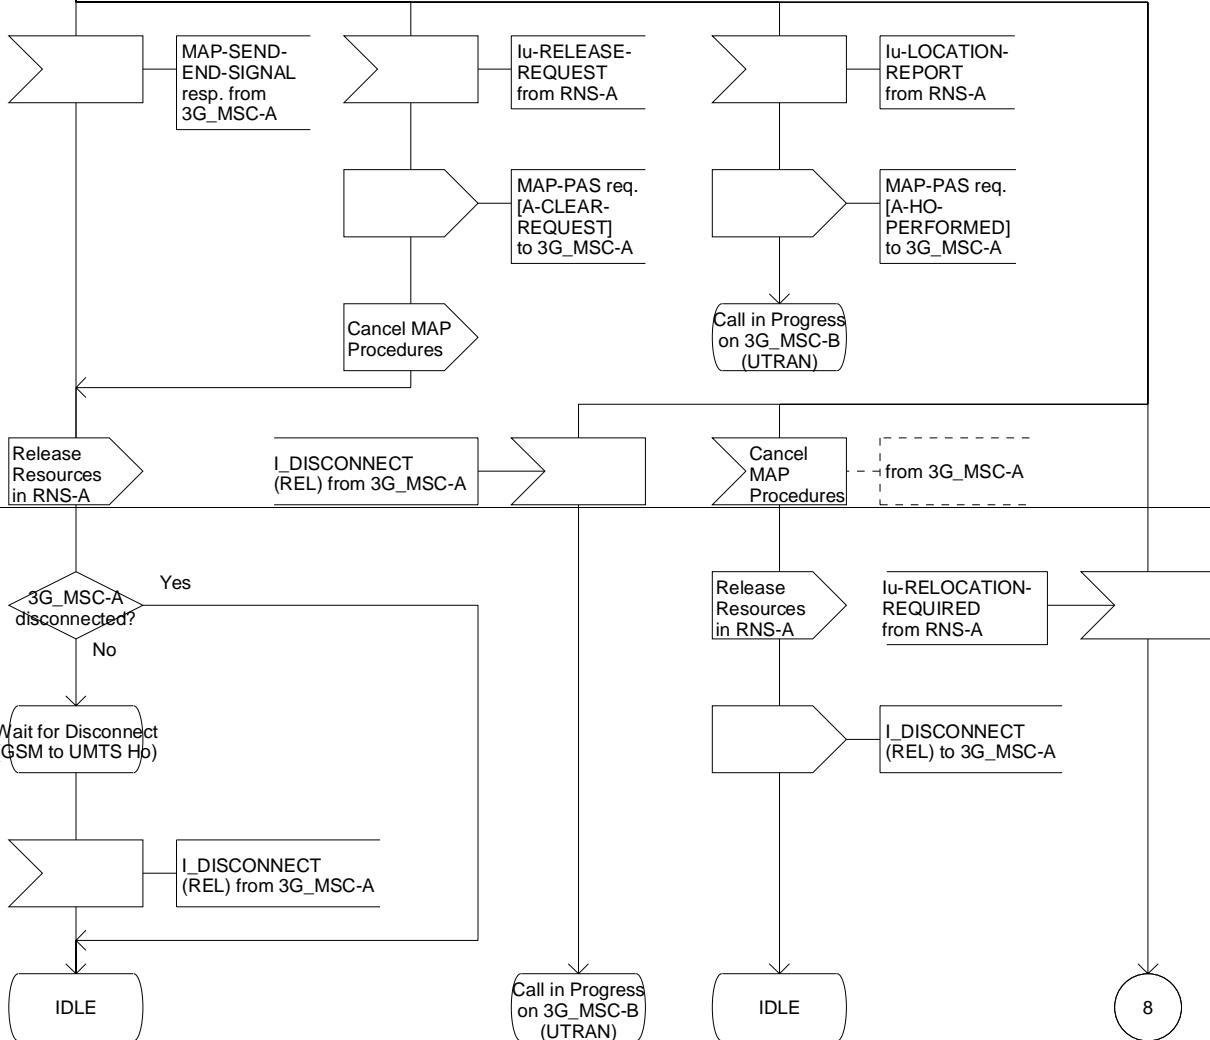 MAP-SEND-
END-SIGNAL
resp. from
3G_MSC-A
Iu-RELEASE-
REQUEST
from RNS-A
Iu-LOCATION-
REPORT
from RNS-A
MAP-PAS req.
[A-CLEAR-
REQUEST]
to 3G_MSC-A
MAP-PAS req.
[A-HO-
PERFORMED]
to 3G_MSC-A
Cancel MAP
Procedures
Call in Progress
on 3G_MSC-B
(UTRAN)
Release
Resources
in RNS-A
I_DISCONNECT
(REL) from 3G_MSC-A
Cancel
MAP
Procedures
from 3G_MSC-A
3G_MSC-A
disconnected?
Yes
No
Release
Resources
in RNS-A
Iu-RELOCATION-
REQUIRED
from RNS-A
Wait for Disconnect
(GSM to UMTS Ho)
I_DISCONNECT
(REL) to 3G_MSC-A
I_DISCONNECT
(REL) from 3G_MSC-A
IDLE
Call in Progress
on 3G_MSC-B
(UTRAN)
IDLE
8